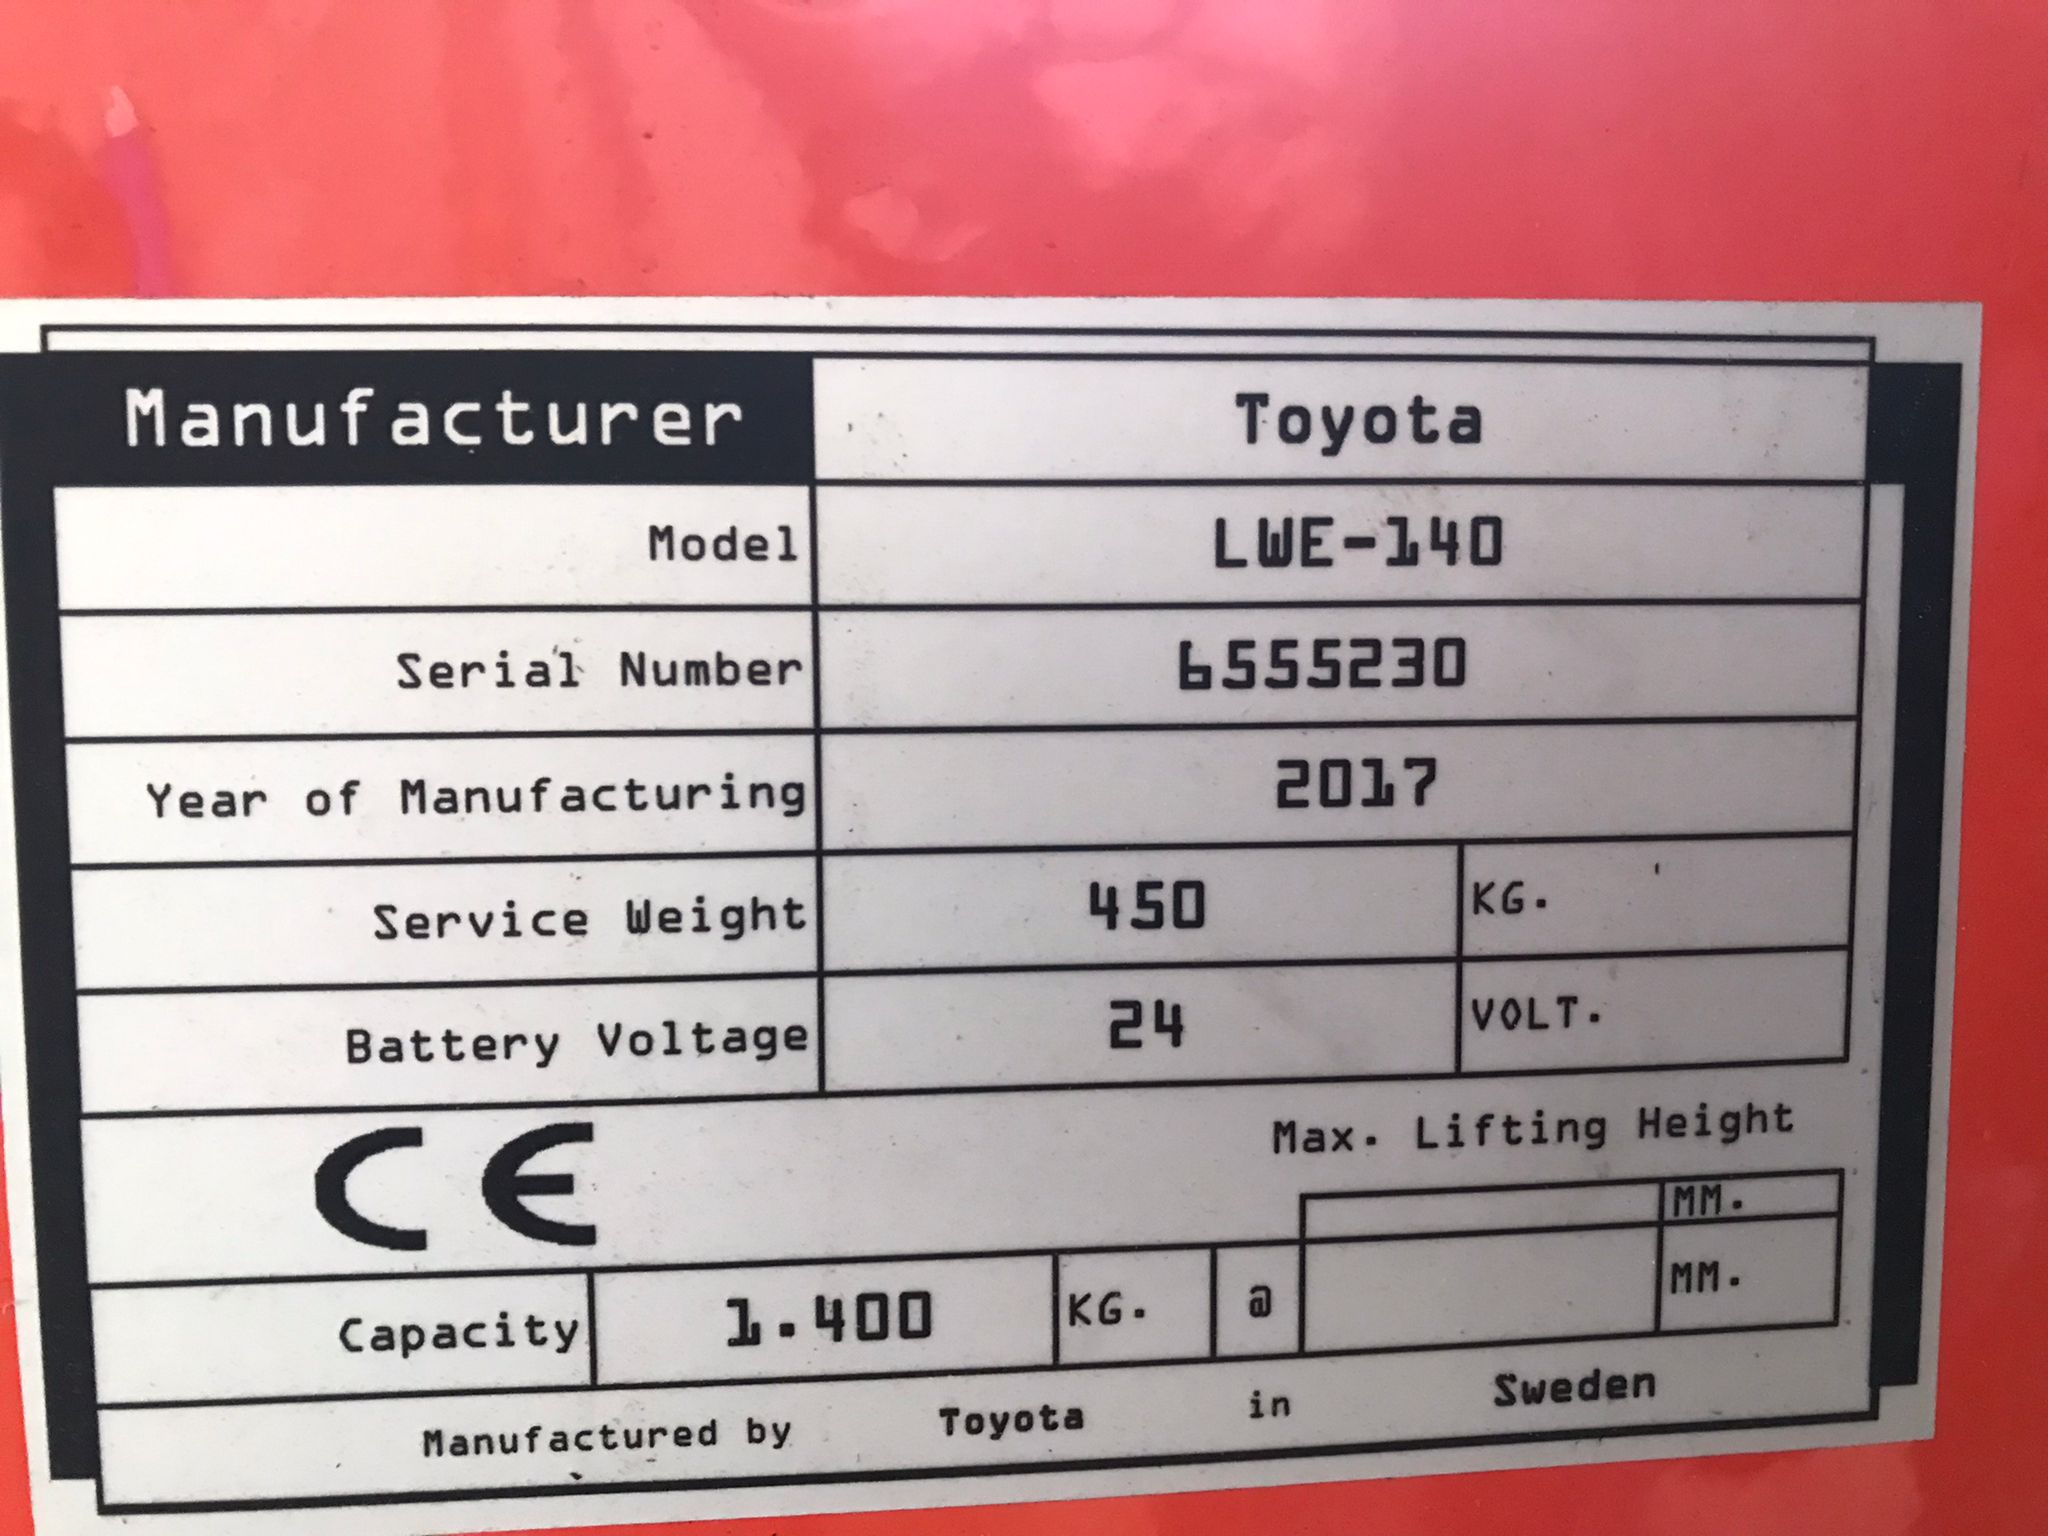 Manufacturer Toyota
Model LWE-140
Serial Number 6555230
Year of Manufacturing 2017
Service Weight 450 KG.
Battery Voltage 24 VOLT.
CE Max. Lifting Height
MM.
Capacity 1.400 KG. @ MM.
Manufactured by Toyota in Sweden